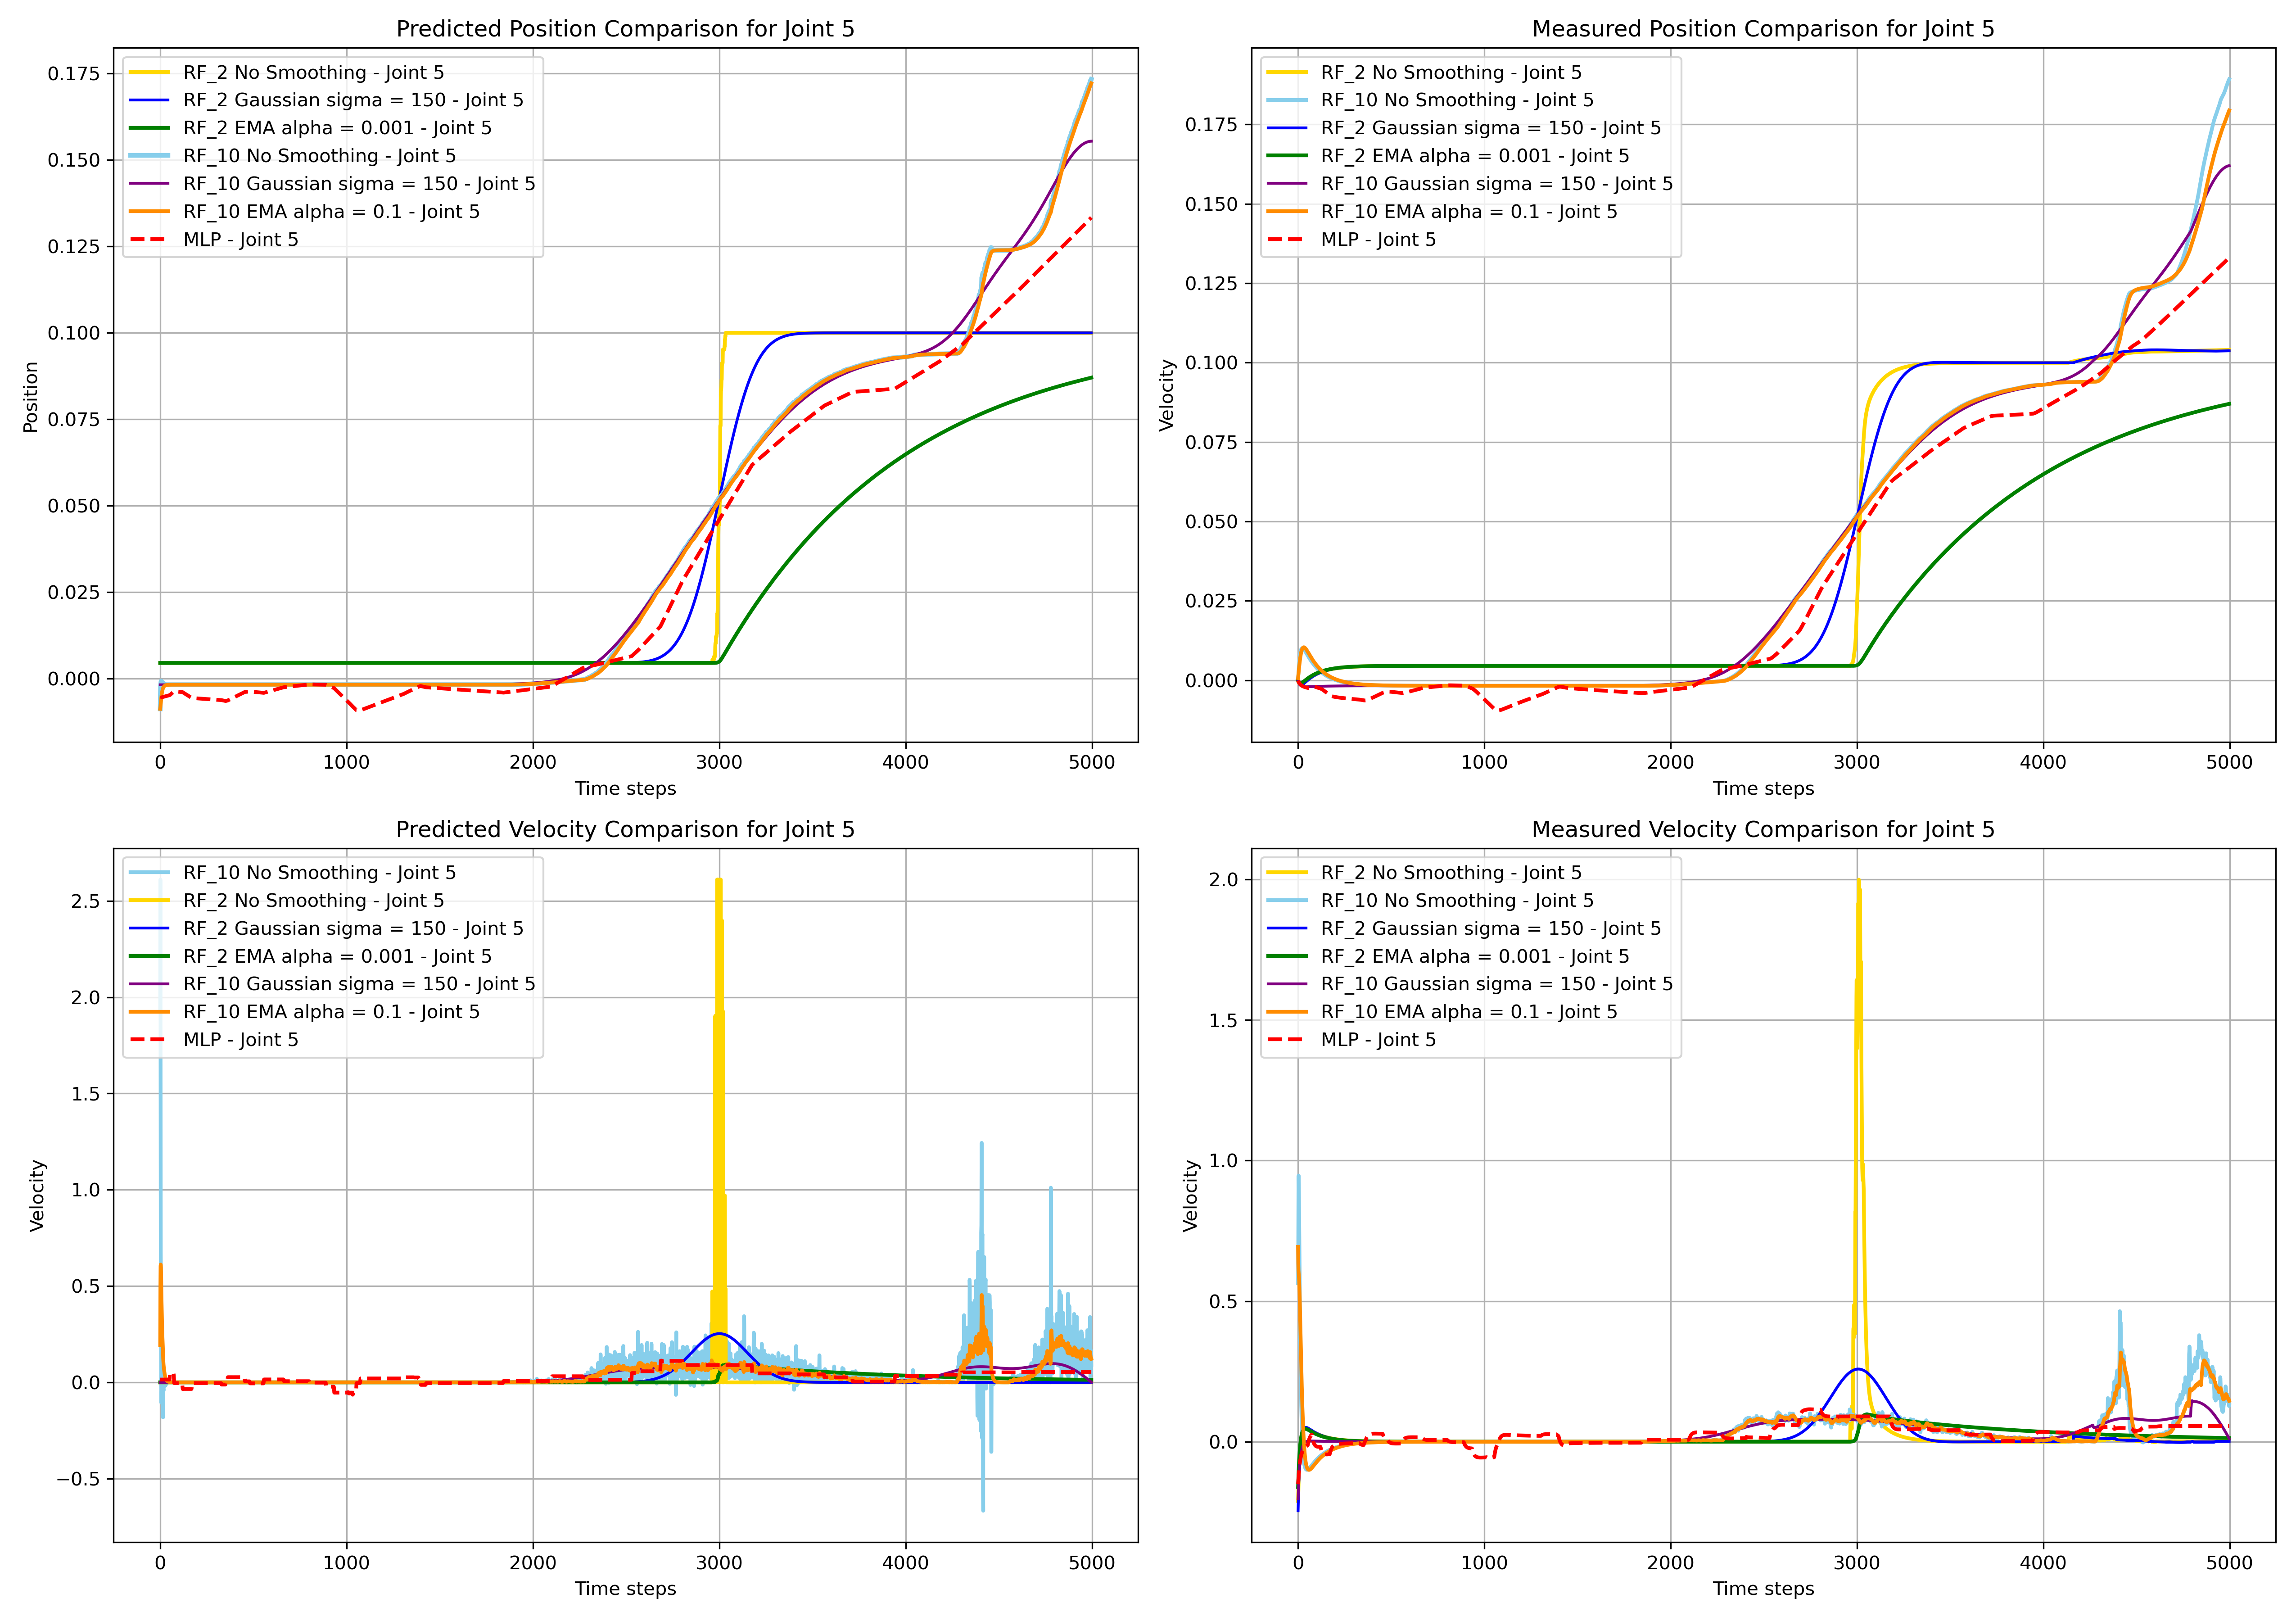 Predicted Position Comparison for Joint 5
RF_2 No Smoothing - Joint 5
RF_2 Gaussian sigma = 150 - Joint 5
RF_2 EMA alpha = 0.001 - Joint 5
RF_10 No Smoothing - Joint 5
RF_10 Gaussian sigma = 150 - Joint 5
RF_10 EMA alpha = 0.1 - Joint 5
MLP - Joint 5
Position
0.175
0.150
0.125
0.100
0.075
0.050
0.025
0.000
0 1000 2000 3000 4000 5000
Time steps
Measured Position Comparison for Joint 5
RF_2 No Smoothing - Joint 5
RF_10 No Smoothing - Joint 5
RF_2 Gaussian sigma = 150 - Joint 5
RF_2 EMA alpha = 0.001 - Joint 5
RF_10 Gaussian sigma = 150 - Joint 5
RF_10 EMA alpha = 0.1 - Joint 5
MLP - Joint 5
Velocity
0.175
0.150
0.125
0.100
0.075
0.050
0.025
0.000
0 1000 2000 3000 4000 5000
Time steps
Predicted Velocity Comparison for Joint 5
RF_10 No Smoothing - Joint 5
RF_2 No Smoothing - Joint 5
RF_2 Gaussian sigma = 150 - Joint 5
RF_2 EMA alpha = 0.001 - Joint 5
RF_10 Gaussian sigma = 150 - Joint 5
RF_10 EMA alpha = 0.1 - Joint 5
MLP - Joint 5
Velocity
2.5
2.0
1.5
1.0
0.5
0.0
−0.5
0 1000 2000 3000 4000 5000
Time steps
Measured Velocity Comparison for Joint 5
RF_2 No Smoothing - Joint 5
RF_10 No Smoothing - Joint 5
RF_2 Gaussian sigma = 150 - Joint 5
RF_2 EMA alpha = 0.001 - Joint 5
RF_10 Gaussian sigma = 150 - Joint 5
RF_10 EMA alpha = 0.1 - Joint 5
MLP - Joint 5
Velocity
2.0
1.5
1.0
0.5
0.0
0 1000 2000 3000 4000 5000
Time steps